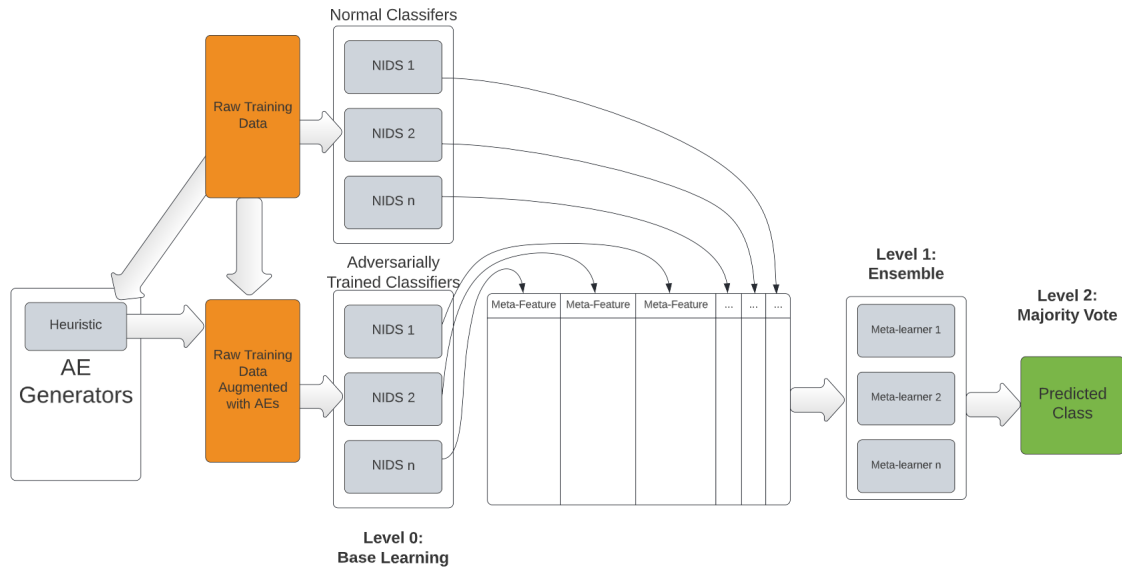 Normal Classifers
NIDS 1
NIDS 2
NIDS n
Raw Training
Data
Adversarially
Trained Classifiers
NIDS 1
NIDS 2
NIDS n
Heuristic
AE
Generators
Raw Training
Data
Augmented
with AEs
Level 0:
Base Learning
Meta-Feature
Meta-Feature
Meta-Feature
...
...
...
Level 1:
Ensemble
Meta-learner 1
Meta-learner 2
Meta-learner n
Level 2:
Majority Vote
Predicted
Class